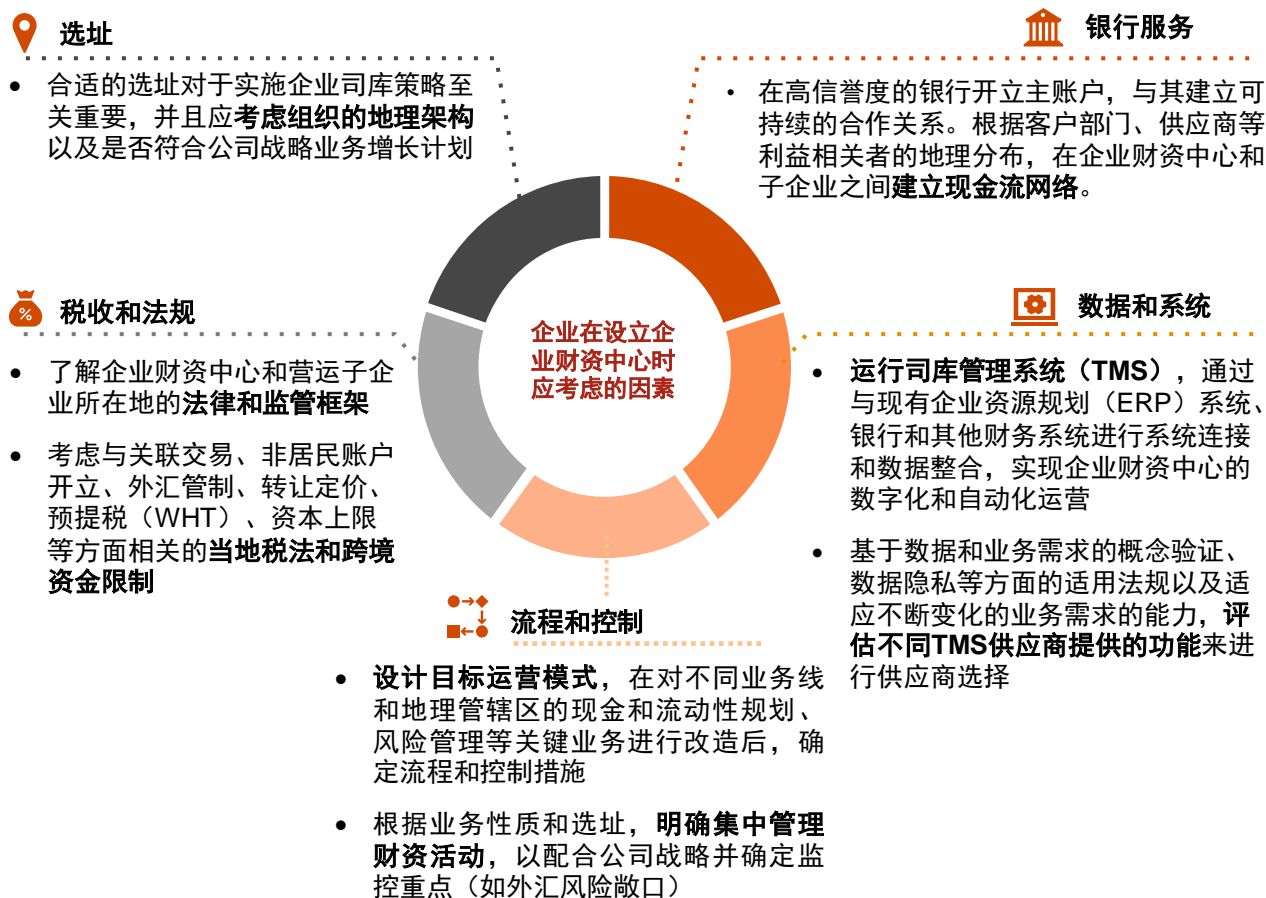 选址
• 合适的选址对于实施企业司库策略至
关重要，并且应考虑组织的地理架构
以及是否符合公司战略业务增长计划
银行服务
• 在高信誉度的银行开立主账户，与其建立可
持续的合作关系。根据客户部门、供应商等
利益相关者的地理分布，在企业财资中心和
子企业之间建立现金流网络。
企业在设立企
业财资中心时
应考虑的因素
%
税收和法规
• 了解企业财资中心和营运子企
业所在地的法律和监管框架
• 考虑与关联交易、非居民账户
开立、外汇管制、转让定价、
预提税（WHT）、资本上限
等方面相关的当地税法和跨境
资金限制
数据和系统
• 运行司库管理系统（TMS），通过
与现有企业资源规划（ERP）系统、
银行和其他财务系统进行系统连接
和数据整合，实现企业财资中心的
数字化和自动化运营
• 基于数据和业务需求的概念验证、
数据隐私等方面的适用法规以及适
应不断变化的业务需求的能力，评
估不同TMS供应商提供的功能来进
行供应商选择
流程和控制
• 设计目标运营模式，在对不同业务线
和地理管辖区的现金和流动性规划、
风险管理等关键业务进行改造后，确
定流程和控制措施
• 根据业务性质和选址，明确集中管理
财资活动，以配合公司战略并确定监
控重点（如外汇风险敞口）